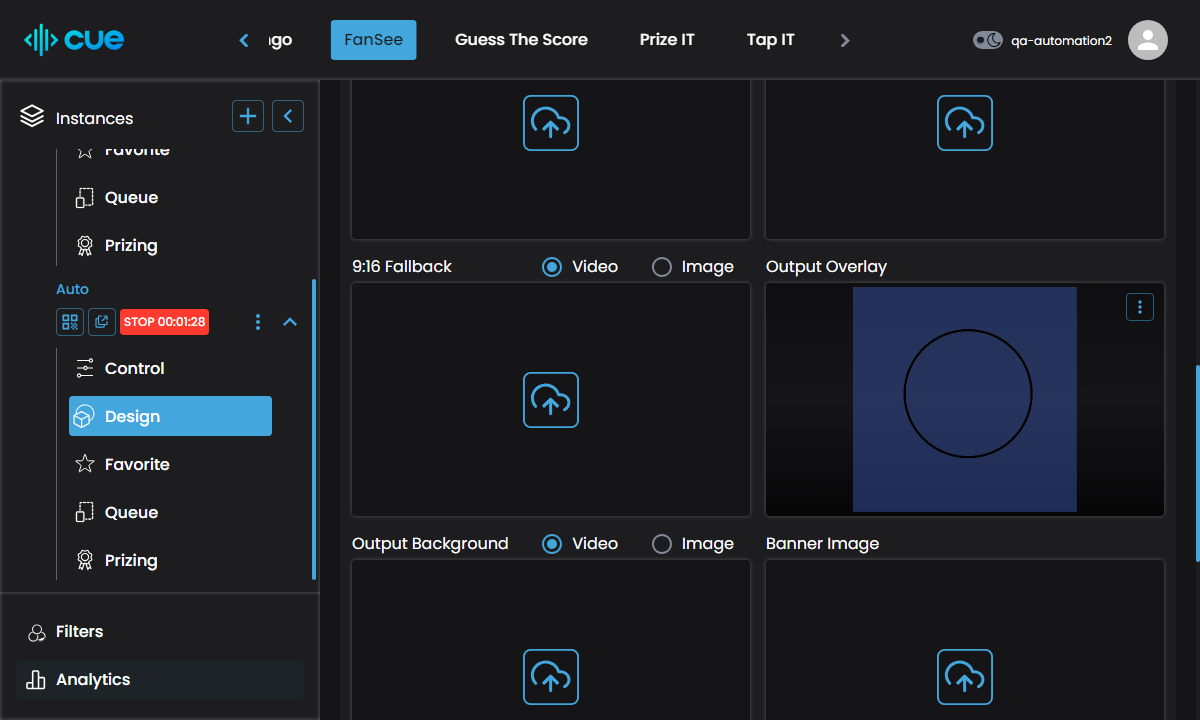 cue
ngo
FanSee
Guess The Score
Prize IT
Tap IT
qa-automation2
Instances
Favorite
Queue
Prizing
Auto
STOP 00:01:28
Control
Design
Favorite
Queue
Prizing
Filters
Analytics
9:16 Fallback
Video
Image
Output Overlay
Output Background
Video
Image
Banner Image